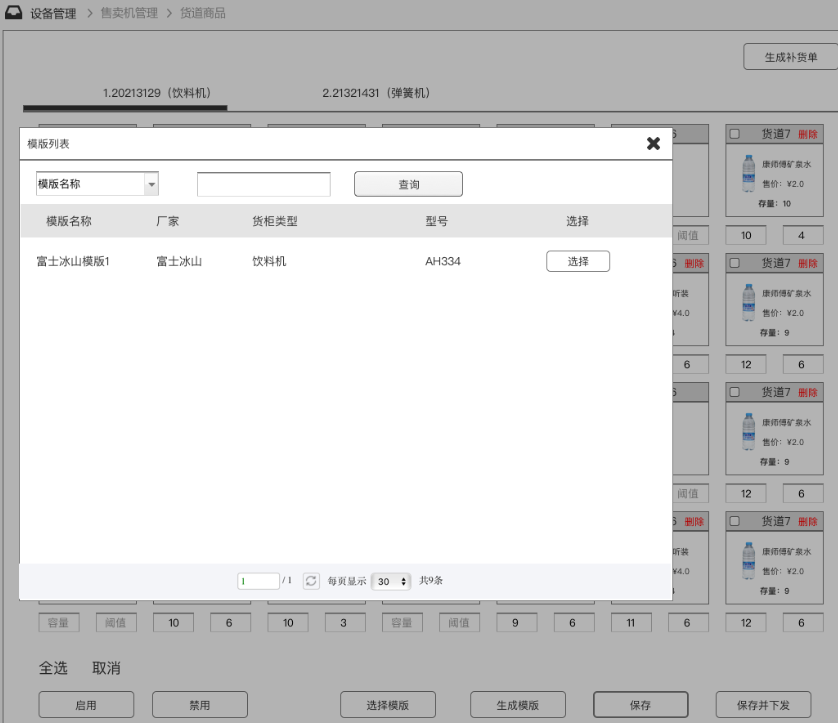 设备管理 > 售卖机管理 > 货道商品
生成补货单
1.20213129（饮料机） 2.21321431（弹簧机）
模版列表
模版名称 查询
模版名称 厂家 货柜类型 型号 选择
富士冰山模版1 富士冰山 饮料机 AH334 选择
1 / 1 每页显示 30 共9条
6 货道7 删除
康师傅矿泉水
售价：¥2.0
存量：10
阈值 10 4
删除 货道7 删除
听装 康师傅矿泉水
¥4.0 售价：¥2.0
存量：9
6 12 6
货道7 删除
康师傅矿泉水
售价：¥2.0
存量：9
阈值 12 6
删除 货道7 删除
听装 康师傅矿泉水
¥4.0 售价：¥2.0
存量：9
容量 阈值 10 6 10 3 容量 阈值 9 6 11 6 12 6
全选 取消
启用 禁用 选择模版 生成模版 保存 保存并下发